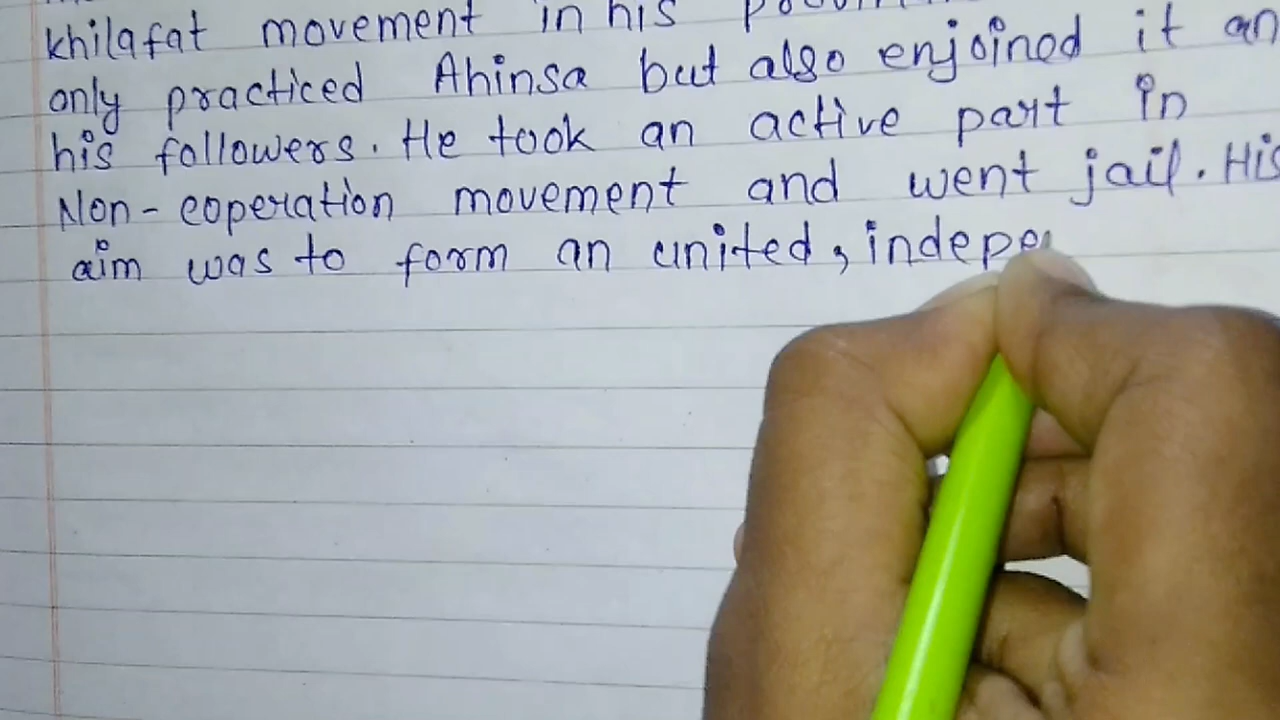 khilafat movement in his
only practiced Ahinsa but also enjoined it an
his followers. He took an active part in
Non-coperation movement and went jail. His
aim was to form an united, indepe